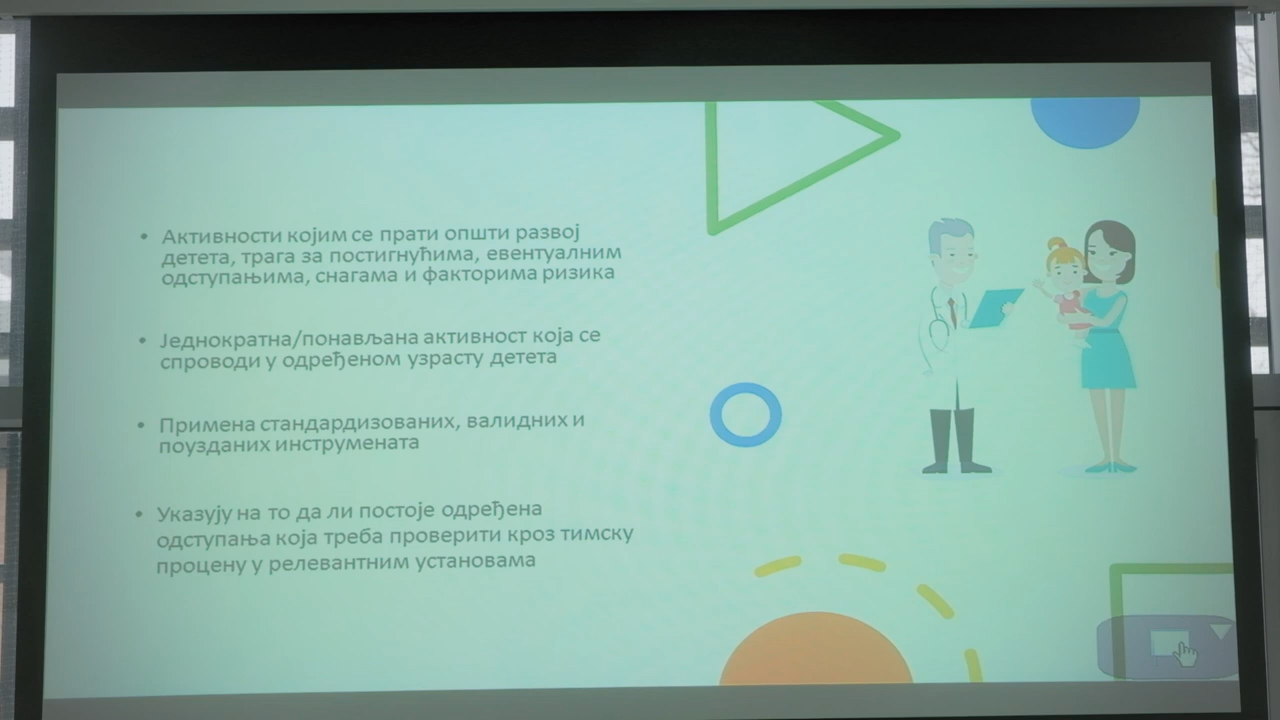 • Активности којим се прати општи развој
детета, трага за постигнућима, евентуалним
одступањима, снагама и факторима ризика
• Једнократна/понављана активност која се
спроводи у одређеном узрасту детета
• Примена стандардизованих, валидних и
поузданих инструмената
• Указују на то да ли постоје одређена
одступања која треба проверити кроз тимску
процену у релевантним установама